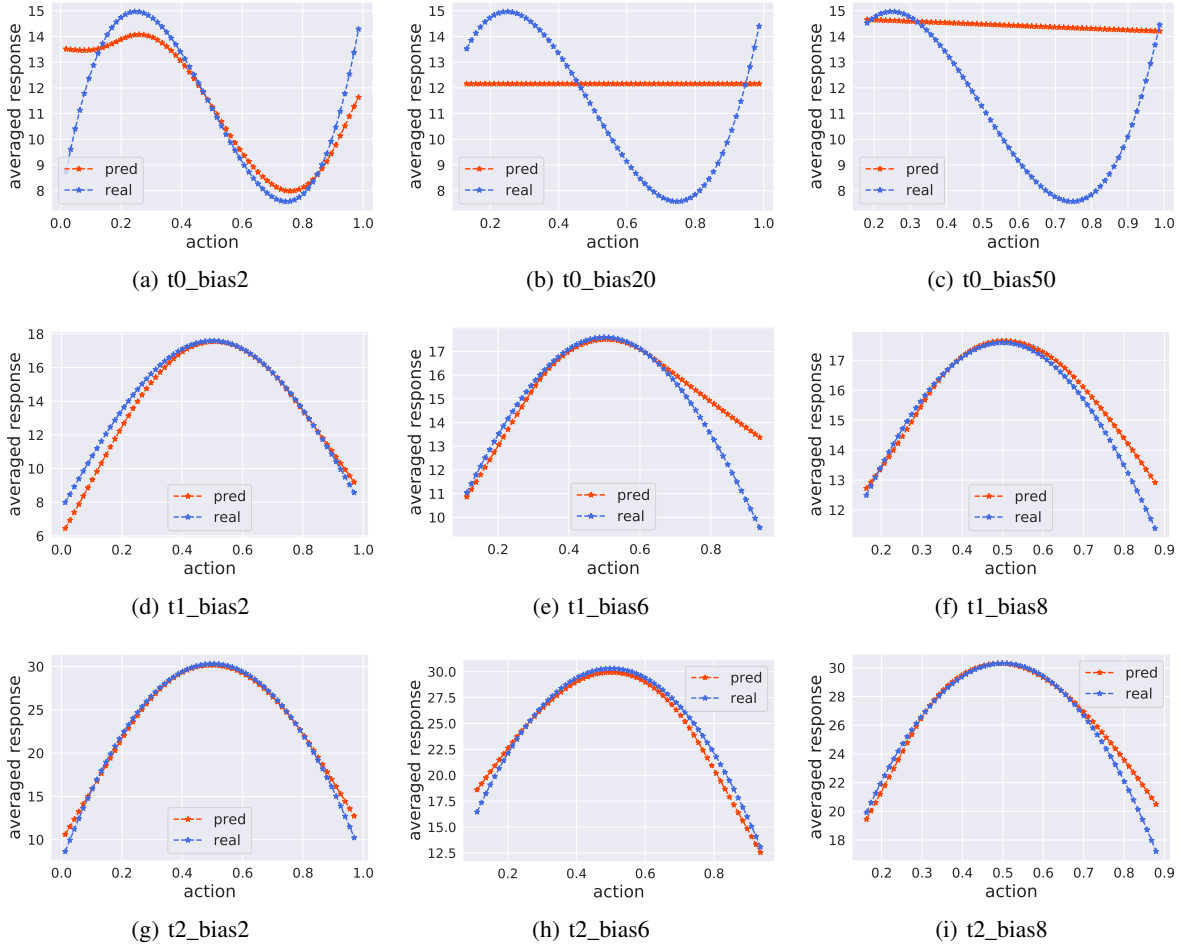 averaged response
15
14
13
12
11
10
9
8
pred
real
0.0 0.2 0.4 0.6 0.8 1.0
action
(a) t0_bias2
averaged response
15
14
13
12
11
10
9
8
pred
real
0.2 0.4 0.6 0.8 1.0
action
(b) t0_bias20
averaged response
15
14
13
12
11
10
9
8
pred
real
0.2 0.3 0.4 0.5 0.6 0.7 0.8 0.9 1.0
action
(c) t0_bias50
averaged response
18
16
14
12
10
8
6
pred
real
0.0 0.2 0.4 0.6 0.8 1.0
action
(d) t1_bias2
averaged response
17
16
15
14
13
12
11
10
pred
real
0.2 0.4 0.6 0.8
action
(e) t1_bias6
averaged response
17
16
15
14
13
12
pred
real
0.2 0.3 0.4 0.5 0.6 0.7 0.8 0.9
action
(f) t1_bias8
averaged response
30
25
20
15
10
pred
real
0.0 0.2 0.4 0.6 0.8 1.0
action
(g) t2_bias2
averaged response
30.0
27.5
25.0
22.5
20.0
17.5
15.0
12.5
pred
real
0.2 0.4 0.6 0.8
action
(h) t2_bias6
averaged response
30
28
26
24
22
20
18
pred
real
0.2 0.3 0.4 0.5 0.6 0.7 0.8 0.9
action
(i) t2_bias8